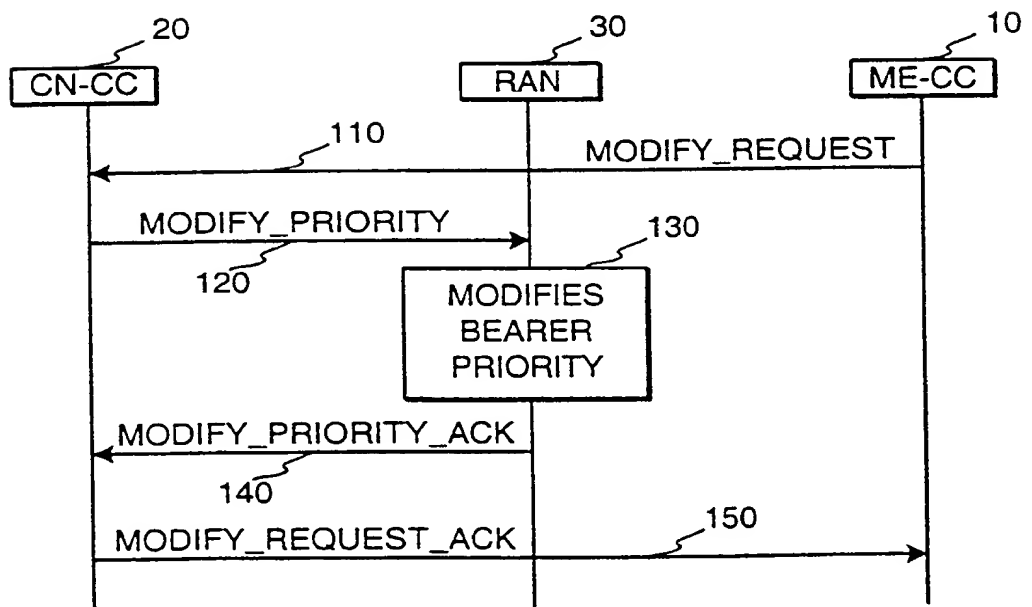 20
30
10
CN-CC
RAN
ME-CC
110
MODIFY_REQUEST
MODIFY_PRIORITY
120
130
MODIFIES
BEARER
PRIORITY
MODIFY_PRIORITY_ACK
140
MODIFY_REQUEST_ACK
150